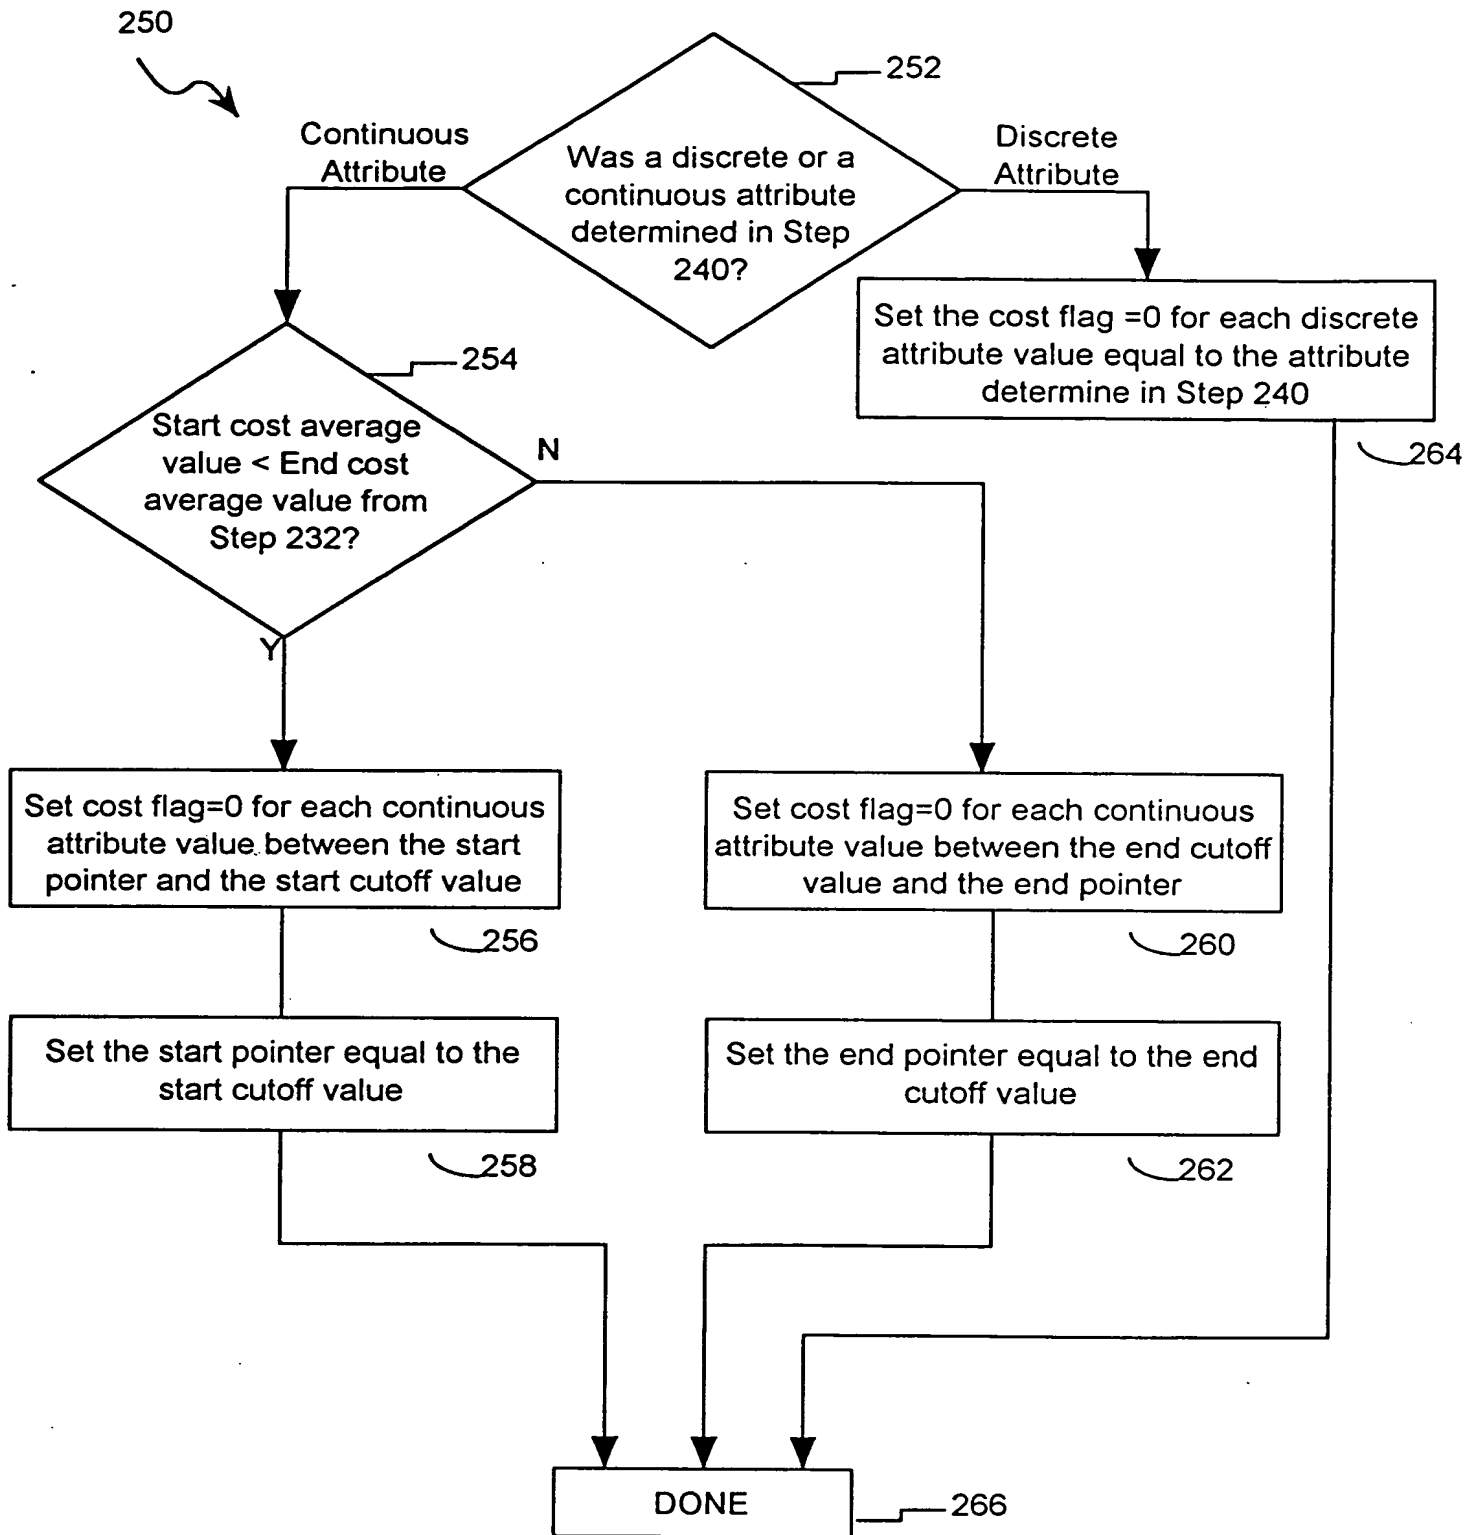 250
252
Continuous
Attribute
Discrete
Attribute
Was a discrete or a
continuous attribute
determined in Step
240?
Set the cost flag =0 for each discrete
attribute value equal to the attribute
determine in Step 240
264
254
Start cost average
value < End cost
average value from
Step 232?
N
Y
Set cost flag=0 for each continuous
attribute value between the start
pointer and the start cutoff value
256
Set cost flag=0 for each continuous
attribute value between the end cutoff
value and the end pointer
260
Set the start pointer equal to the
start cutoff value
258
Set the end pointer equal to the end
cutoff value
262
DONE
266